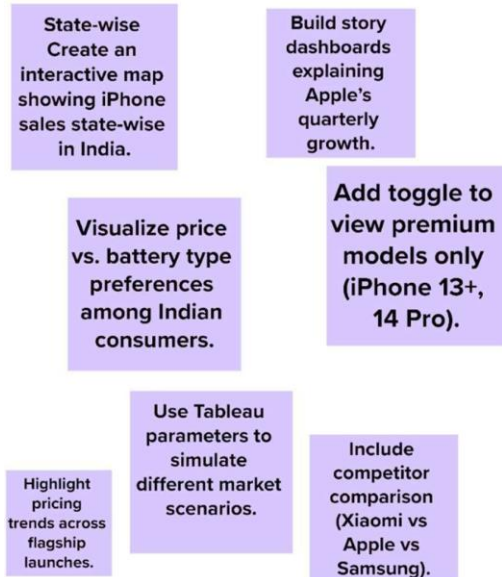 State-wise
Create an
interactive map
showing iPhone
sales state-wise
in India.
Build story
dashboards
explaining
Apple's
quarterly
growth.
Visualize price
vs. battery type
preferences
among Indian
consumers.
Add toggle to
view premium
models only
(iPhone 13+,
14 Pro).
Use Tableau
parameters to
simulate
different market
scenarios.
Highlight
pricing
trends across
flagship
launches.
Include
competitor
comparison
(Xiaomi vs
Apple vs
Samsung).